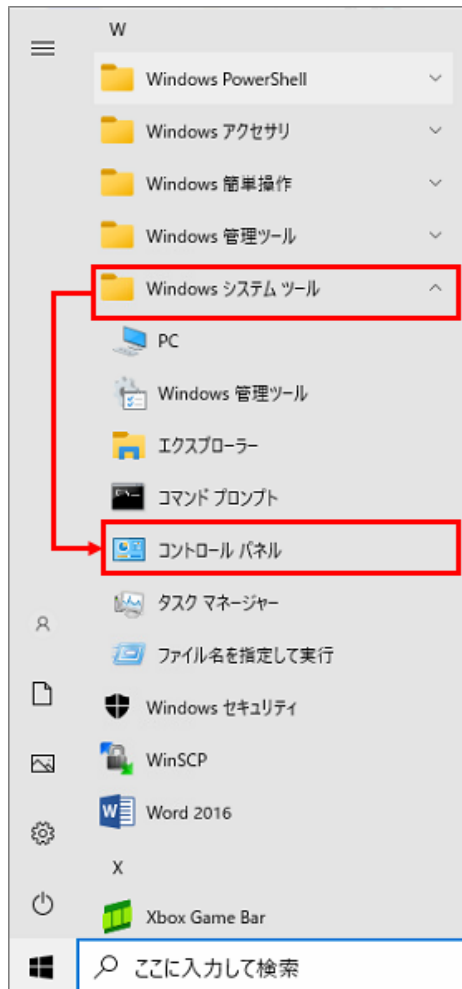 W
Windows PowerShell
Windows アクセサリ
Windows 簡単操作
Windows 管理ツール
Windows システム ツール
PC
Windows 管理ツール
エクスプローラー
コマンド プロンプト
コントロール パネル
タスク マネージャー
ファイル名を指定して実行
Windows セキュリティ
WinSCP
Word 2016
X
Xbox Game Bar
ここに入力して検索